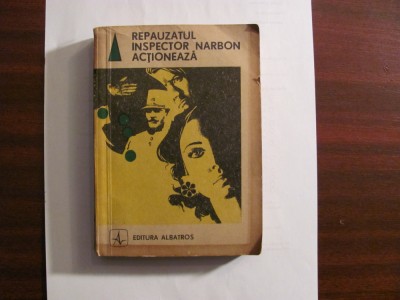 REPAUZATUL
INSPECTOR NARBON
ACȚIONEAZĂ
EDITURA ALBATROS